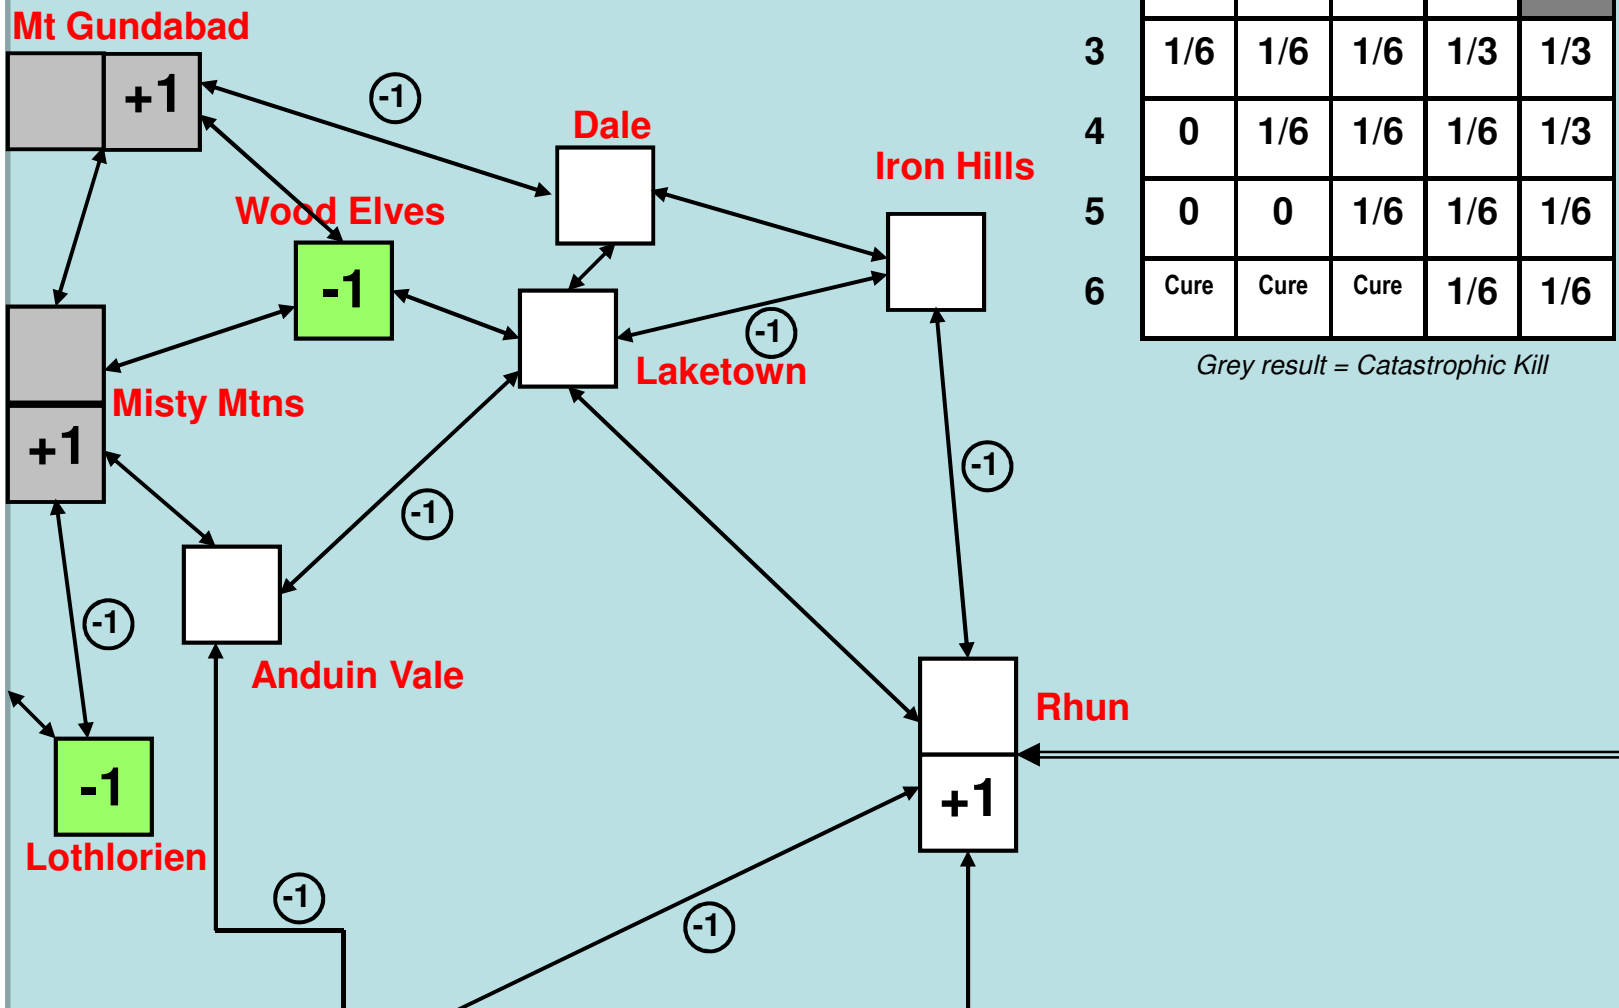 Mt Gundabad
+1
-1
Dale
Iron Hills
Wood Elves
-1
-1
Laketown
Misty Mtns
+1
-1
-1
-1
Anduin Vale
Rhun
-1
+1
Lothlorien
-1
-1
3 1/6 1/6 1/6 1/3 1/3
4 0 1/6 1/6 1/6 1/3
5 0 0 1/6 1/6 1/6
6 Cure Cure Cure 1/6 1/6
Grey result = Catastrophic Kill